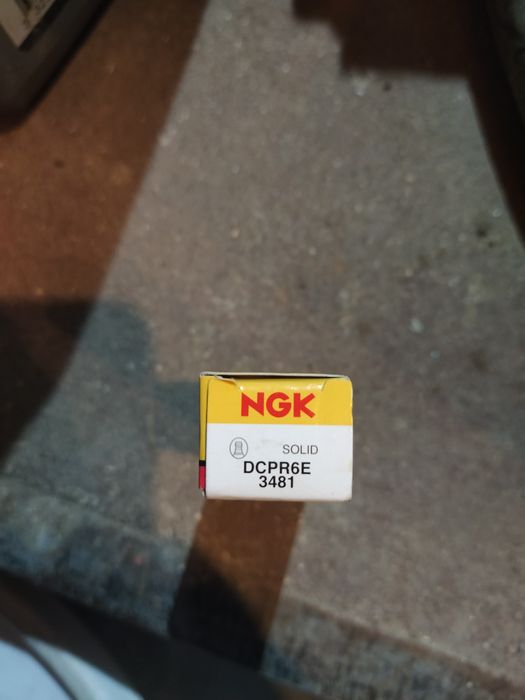 NGK
SOLID
DCPR6E
3481